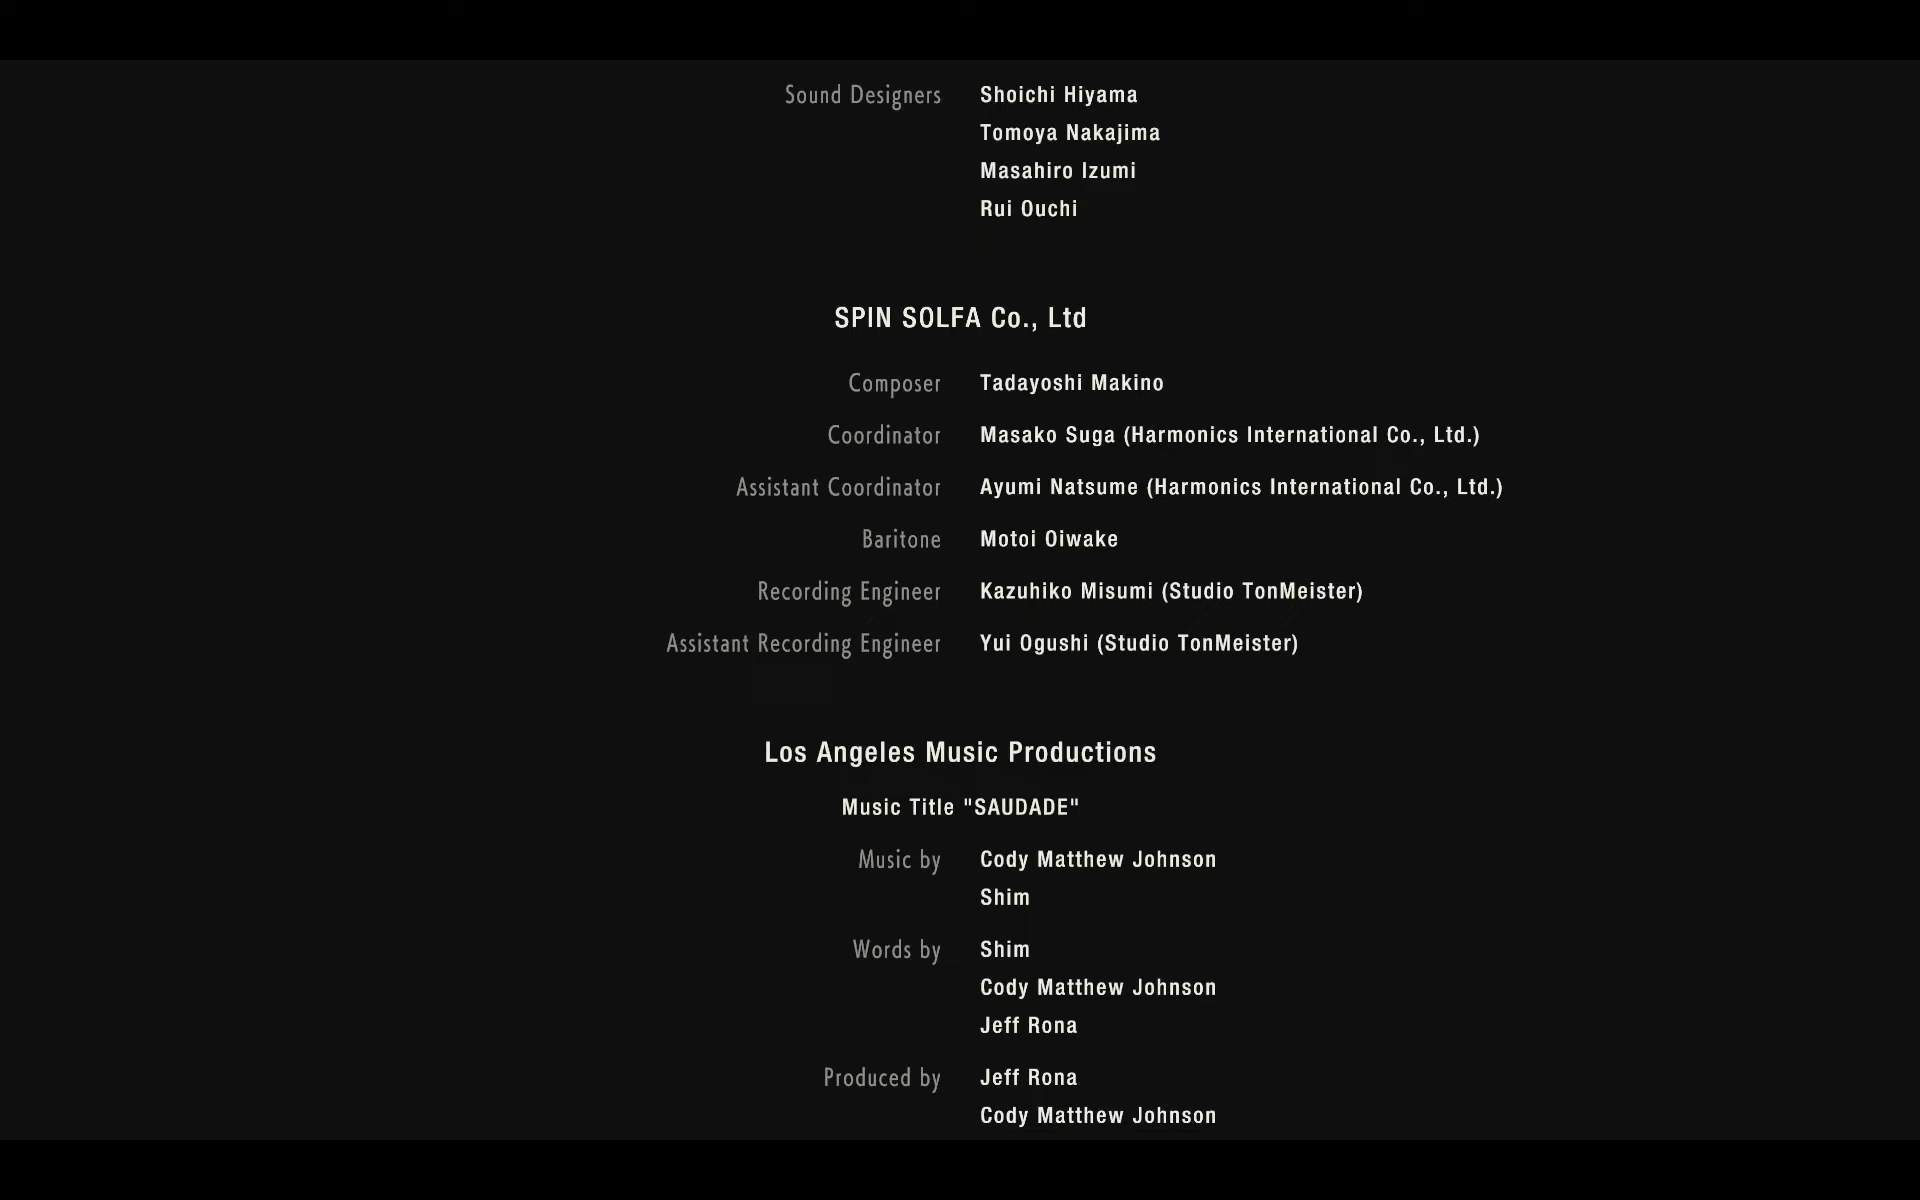 Sound Designers Shoichi Hiyama
Tomoya Nakajima
Masahiro Izumi
Rui Ouchi
SPIN SOLFA Co., Ltd
Composer Tadayoshi Makino
Coordinator Masako Suga (Harmonics International Co., Ltd.)
Assistant Coordinator Ayumi Natsume (Harmonics International Co., Ltd.)
Baritone Motoi Oiwake
Recording Engineer Kazuhiko Misumi (Studio TonMeister)
Assistant Recording Engineer Yui Ogushi (Studio TonMeister)
Los Angeles Music Productions
Music Title "SAUDADE"
Music by Cody Matthew Johnson
Shim
Words by Shim
Cody Matthew Johnson
Jeff Rona
Produced by Jeff Rona
Cody Matthew Johnson